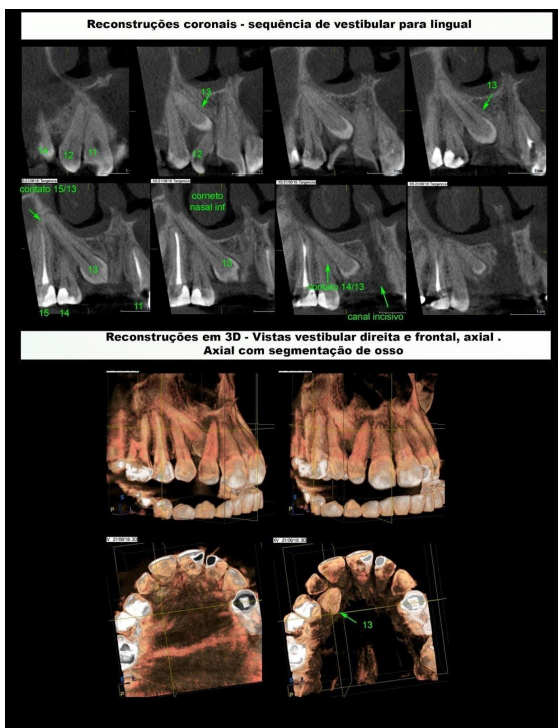 Reconstruções coronais - sequência de vestibular para lingual
13
13
12
11
12
contato 15/13
corneto
nasal inf
13
13
contato 14/13
15
14
11
canal incisivo
Reconstruções em 3D - Vistas vestibular direita e frontal, axial .
Axial com segmentação de osso
13